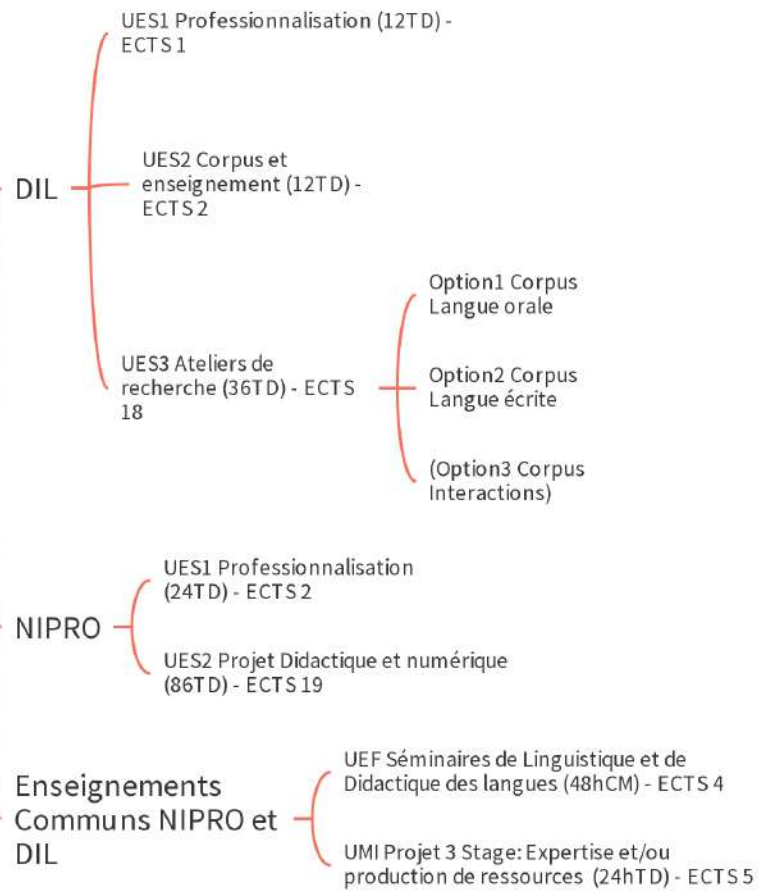 DIL
UES1 Professionnalisation (12TD) -
ECTS 1
UES2 Corpus et
enseignement (12TD) -
ECTS 2
UES3 Ateliers de
recherche (36TD) - ECTS
18
Option1 Corpus
Langue orale
Option2 Corpus
Langue écrite
(Option3 Corpus
Interactions)
NIPRO
UES1 Professionnalisation
(24TD) - ECTS 2
UES2 Projet Didactique et numérique
(86TD) - ECTS 19
Enseignements
Communs NIPRO et
DIL
UEF Séminaires de Linguistique et de
Didactique des langues (48hCM) - ECTS 4
UMI Projet 3 Stage: Expertise et/ou
production de ressources (24hTD) - ECTS 5